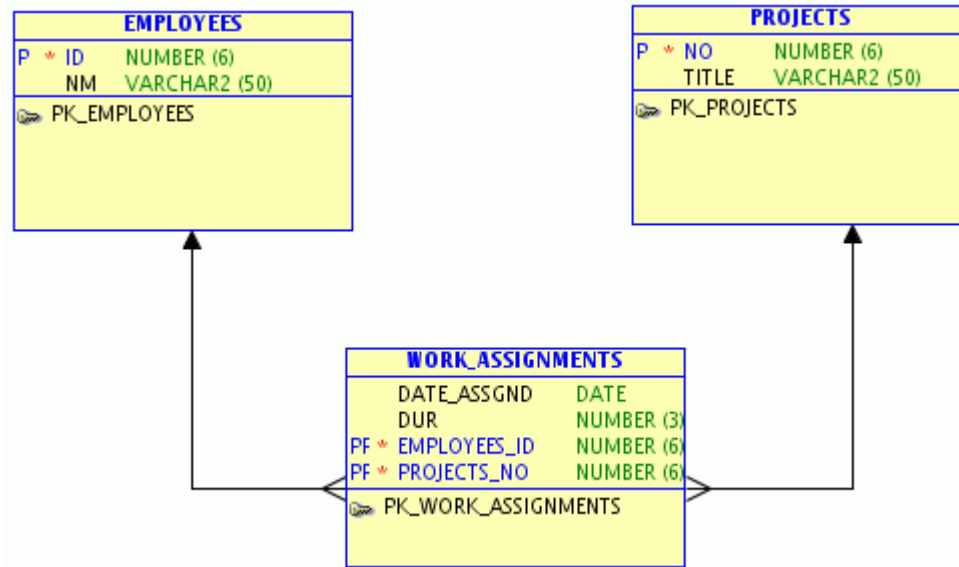 EMPLOYEES
P * ID NUMBER (6)
NM VARCHAR2 (50)
PK_EMPLOYEES
PROJECTS
P * NO NUMBER (6)
TITLE VARCHAR2 (50)
PK_PROJECTS
WORK_ASSIGNMENTS
DATE_ASSGND DATE
DUR NUMBER (3)
PF * EMPLOYEES_ID NUMBER (6)
PF * PROJECTS_NO NUMBER (6)
PK_WORK_ASSIGNMENTS